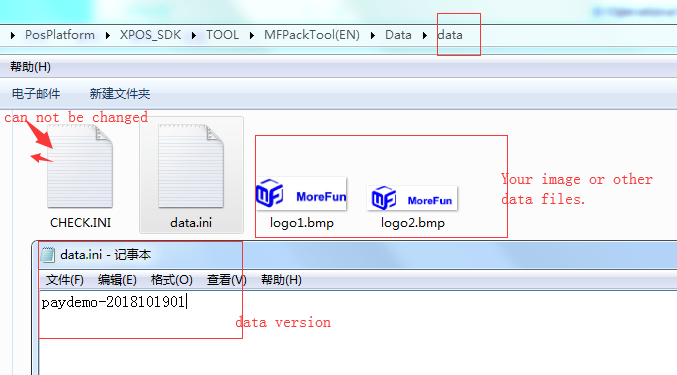 PosPlatform XPOS_SDK TOOL MFPackTool(EN) Data data
帮助(H)
电子邮件 新建文件夹
can not be changed
MoreFun MoreFun
Your image or other
data files.
CHECK.INI data.ini logo1.bmp logo2.bmp
data.ini - 记事本
文件(F) 编辑(E) 格式(O) 查看(V) 帮助(H)
paydemo-2018101901
data version